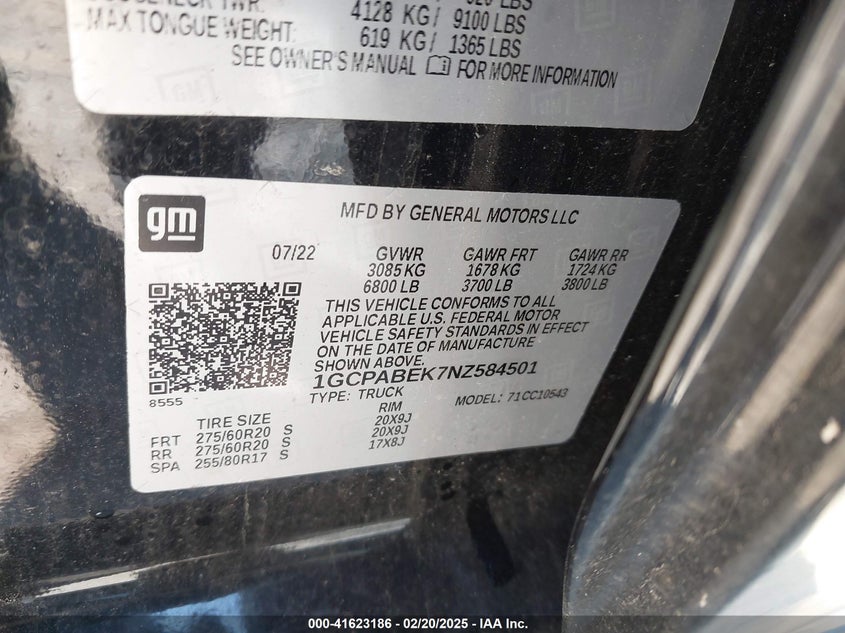 4128 KG/ 9100 LBS
MAX TONGUE WEIGHT: 619 KG/ 1365 LBS
SEE OWNER'S MANUAL FOR MORE INFORMATION
gm
MFD BY GENERAL MOTORS LLC
07/22 GVWR GAWR FRT GAWR RR
3085 KG 1678 KG 1724 KG
6800 LB 3700 LB 3800 LB
THIS VEHICLE CONFORMS TO ALL
APPLICABLE U.S. FEDERAL MOTOR
VEHICLE SAFETY STANDARDS IN EFFECT
ON THE DATE OF MANUFACTURE
SHOWN ABOVE.
1GCPABEK7NZ584501
8555 TYPE: TRUCK MODEL: 71CC10543
TIRE SIZE RIM
FRT 275/60R20 S 20X9J
RR 275/60R20 S 20X9J
SPA 255/80R17 S 17X8J
000-41623186 - 02/20/2025 - IAA Inc.